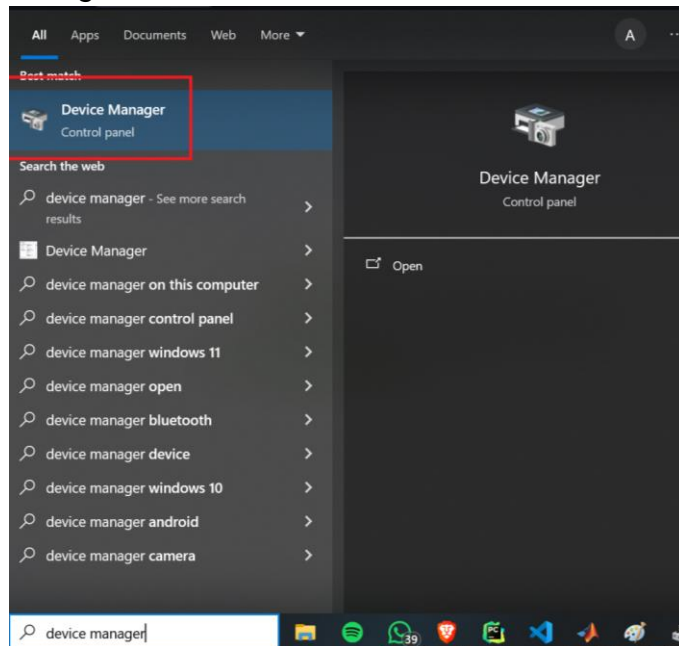 All Apps Documents Web More
A
Best match
Device Manager
Control panel
Search the web
device manager - See more search
results
Device Manager
device manager on this computer
device manager control panel
device manager windows 11
device manager open
device manager bluetooth
device manager device
device manager windows 10
device manager android
device manager camera
Device Manager
Control panel
Open
device manager
39
PC